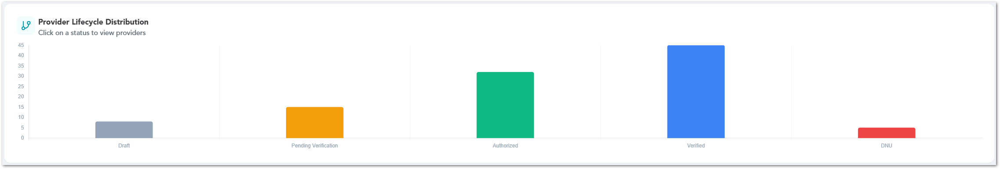 Provider Lifecycle Distribution
Click on a status to view providers
45
40
35
30
25
20
15
10
5
0
Draft
Pending Verification
Authorized
Verified
DNU